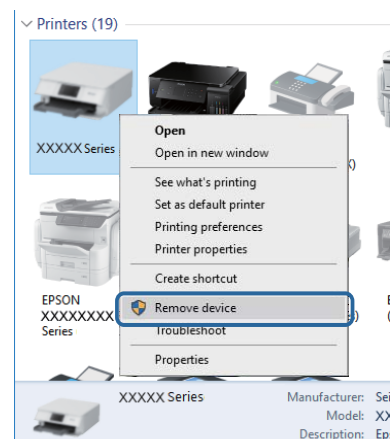 Printers (19)
XXXXX Series
Open
Open in new window
See what's printing
Set as default printer
Printing preferences
Printer properties
Create shortcut
Remove device
Troubleshoot
Properties
EPSON
XXXXXXXX
Series
XXXXX Series
Manufacturer:
Model:
Description: